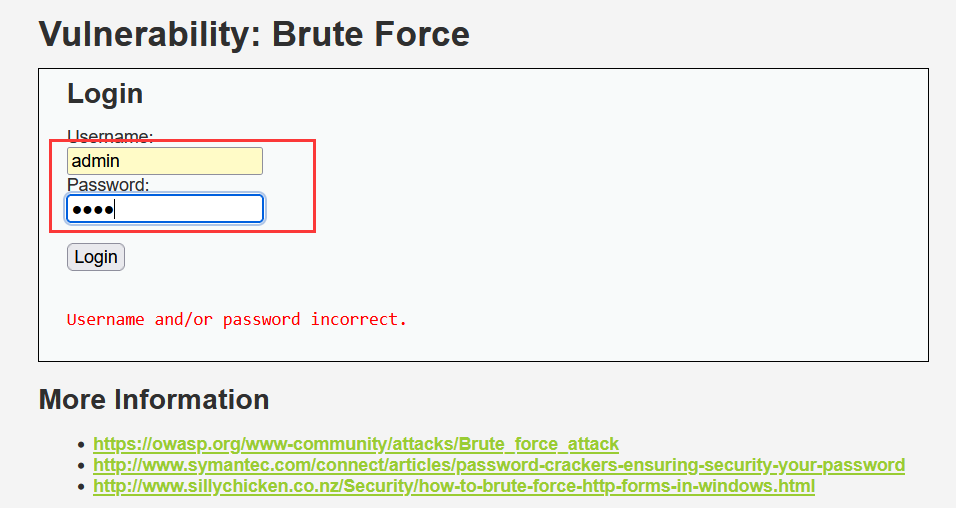 Vulnerability: Brute Force
Login
Username:
admin
Password:
●●●●
Login
Username and/or password incorrect.
More Information
https://owasp.org/www-community/attacks/Brute_force_attack
http://www.symantec.com/connect/articles/password-crackers-ensuring-security-your-password
http://www.sillychicken.co.nz/Security/how-to-brute-force-http-forms-in-windows.html